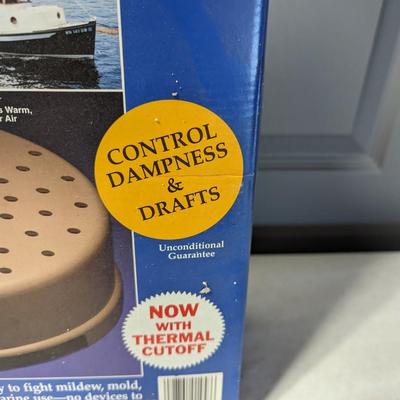 s Warm,
r Air
CONTROL
DAMPNESS
&
DRAFTS
Unconditional
Guarantee
NOW
WITH
THERMAL
CUTOFF
y to fight mildew, mold,
arine use—no devices to